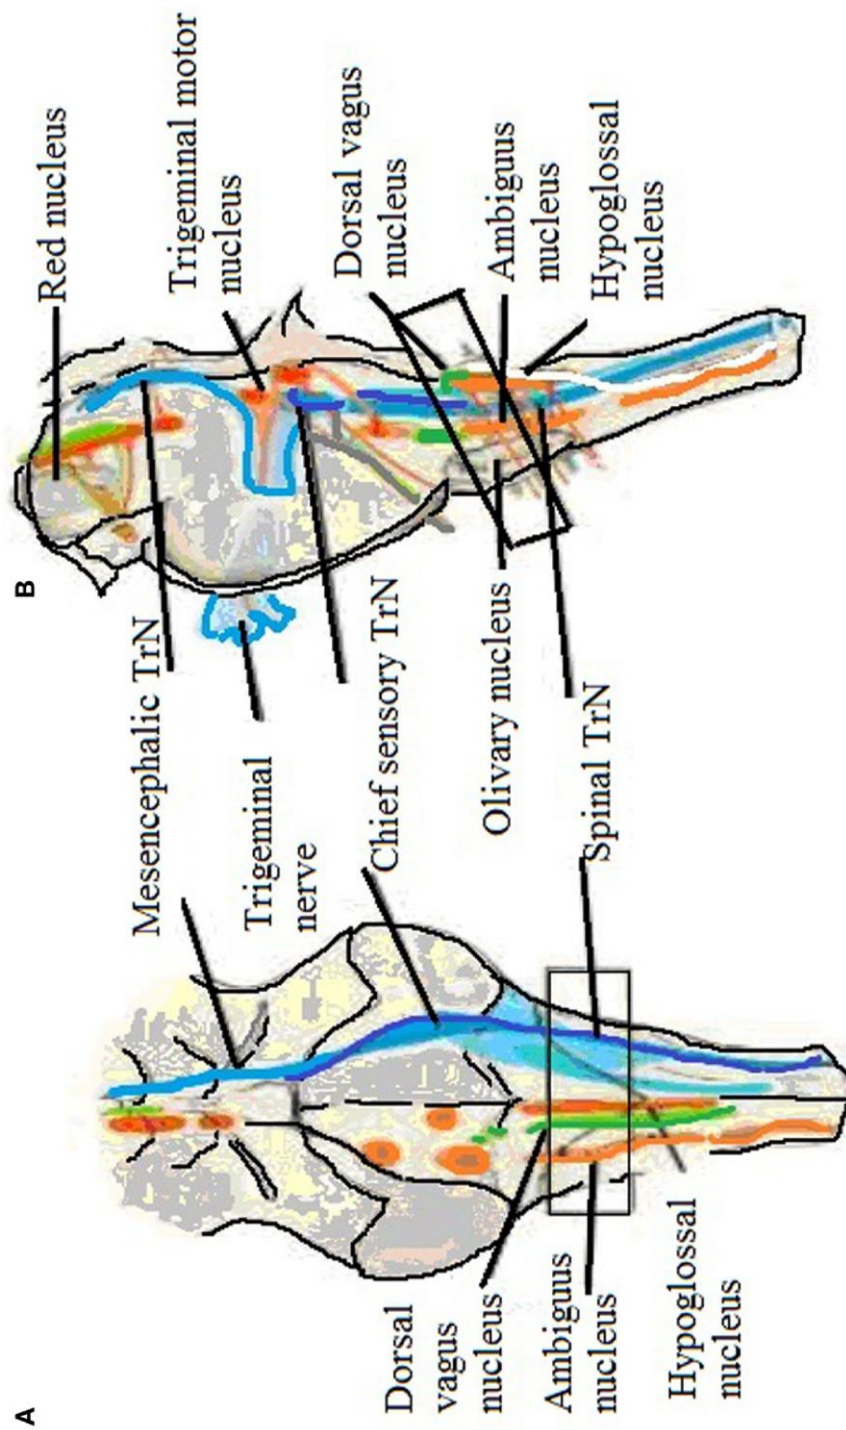 A
Mesencephalic TrN
Trigeminal
nerve
Chief sensory TrN
Spinal TrN
Dorsal
vagus
nucleus
Ambiguus
nucleus
Hypoglossal
nucleus
B
Red nucleus
Trigeminal motor
nucleus
Dorsal vagus
nucleus
Ambiguus
nucleus
Hypoglossal
nucleus
Olivary nucleus